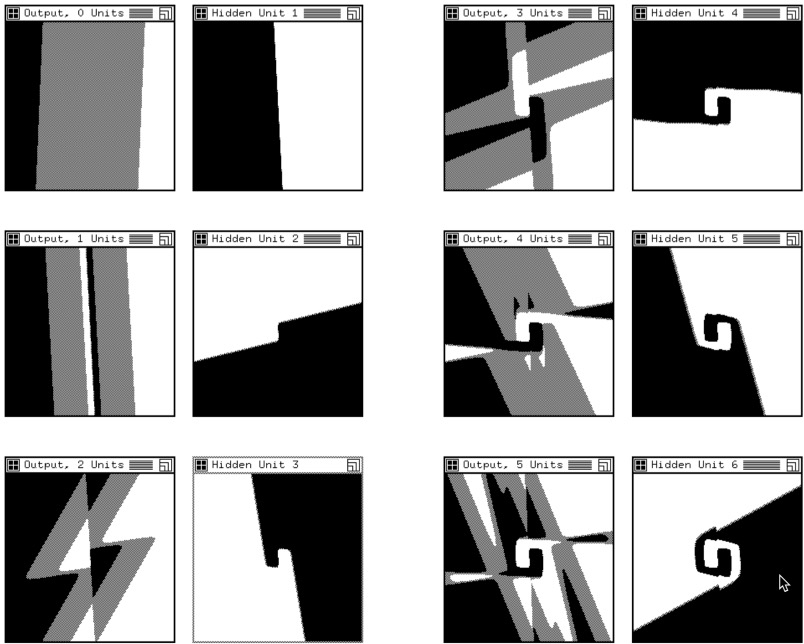 Output, 0 Units
Hidden Unit 1
Output, 3 Units
Hidden Unit 4
Output, 1 Units
Hidden Unit 2
Output, 4 Units
Hidden Unit 5
Output, 2 Units
Hidden Unit 3
Output, 5 Units
Hidden Unit 6